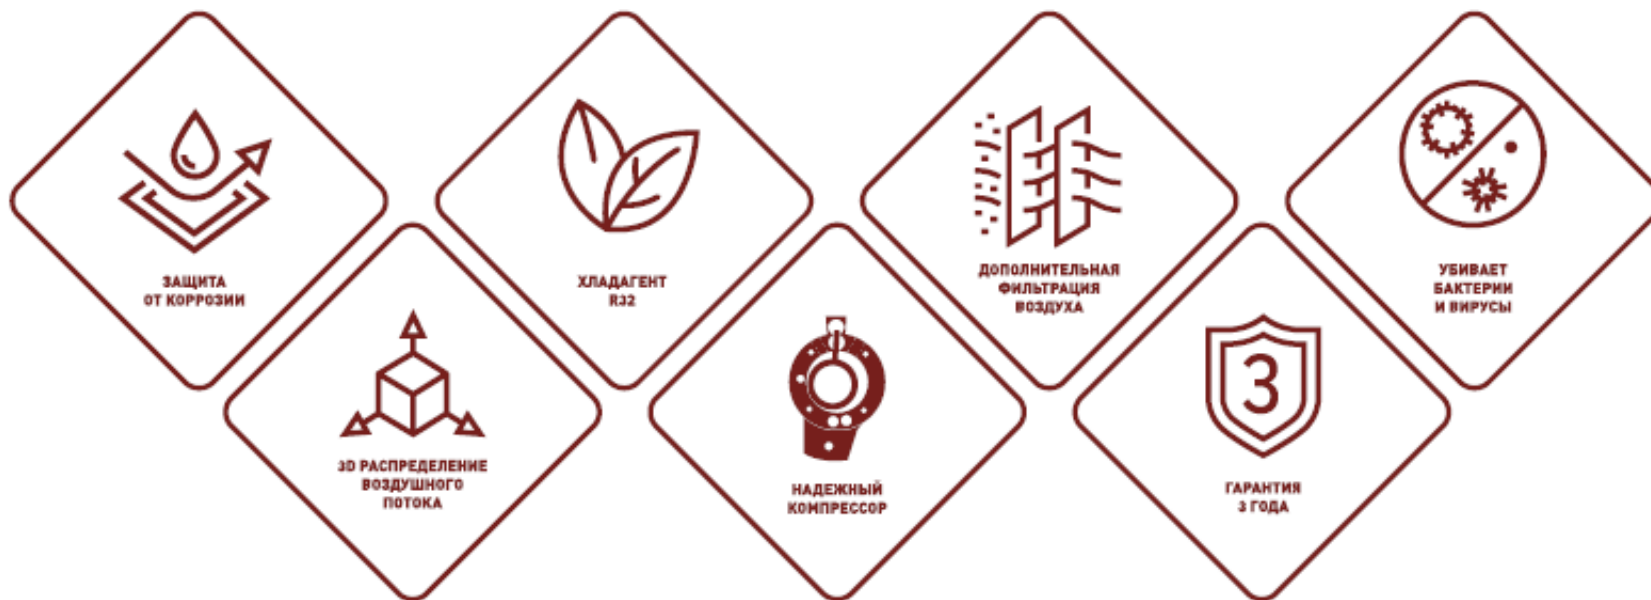 ЗАЩИТА
ОТ КОРРОЗИИ
3D РАСПРЕДЕЛЕНИЕ
ВОЗДУШНОГО
ПОТОКА
ХЛАДАГЕНТ
R32
НАДЕЖНЫЙ
КОМПРЕССОР
ДОПОЛНИТЕЛЬНАЯ
ФИЛЬТРАЦИЯ
ВОЗДУХА
3
ГАРАНТИЯ
3 ГОДА
УБИВАЕТ
БАКТЕРИИ
И ВИРУСЫ